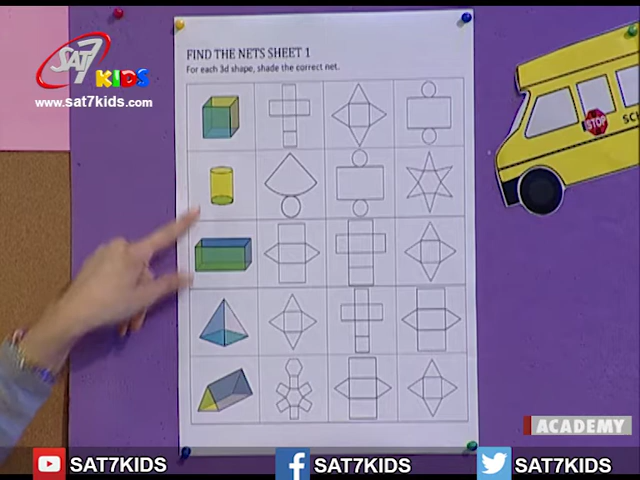 SAT7
KIDS
www.sat7kids.com
FIND THE NETS SHEET 1
For each 3d shape, shade the correct net.
STOP
SCH
ACADEMY
SAT7KIDS
SAT7KIDS
SAT7KIDS